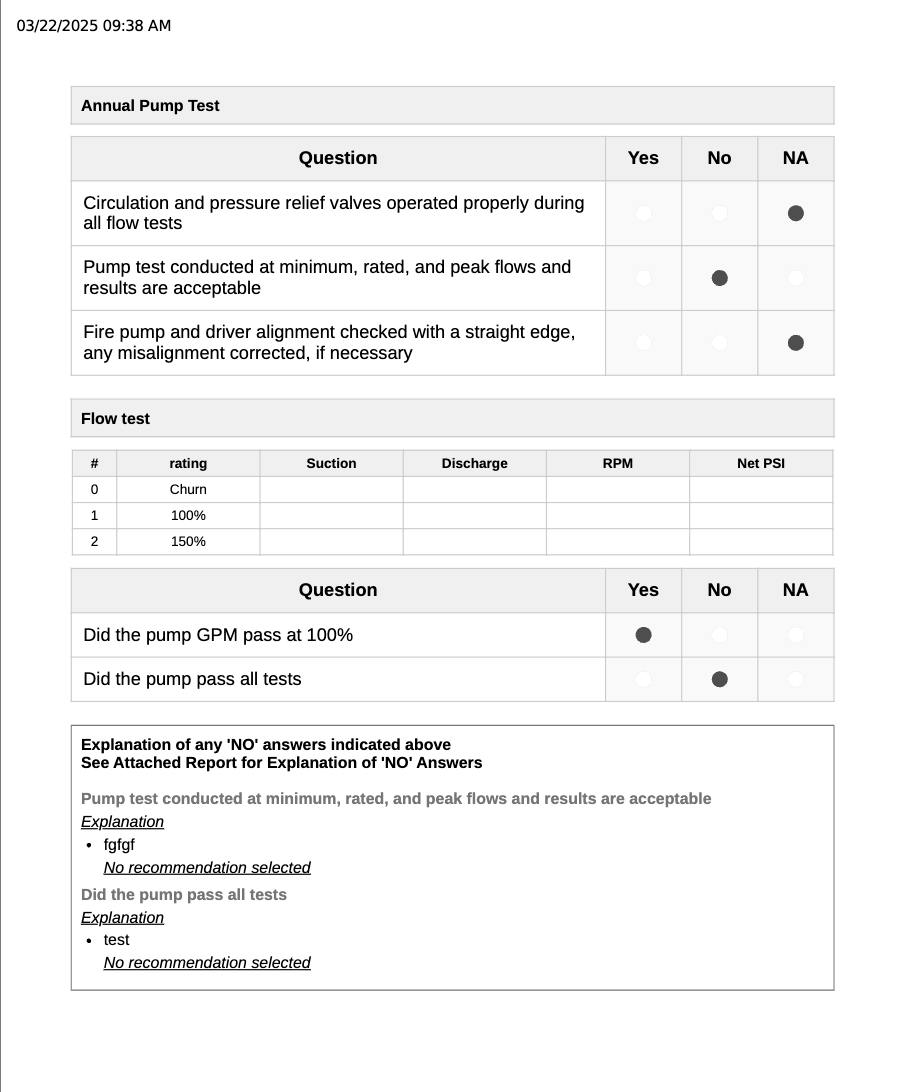 03/22/2025 09:38 AM
Annual Pump Test
Question Yes No NA
Circulation and pressure relief valves operated properly during
all flow tests
Pump test conducted at minimum, rated, and peak flows and
results are acceptable
Fire pump and driver alignment checked with a straight edge,
any misalignment corrected, if necessary
Flow test
# rating Suction Discharge RPM Net PSI
0 Churn
1 100%
2 150%
Question Yes No NA
Did the pump GPM pass at 100%
Did the pump pass all tests
Explanation of any 'NO' answers indicated above
See Attached Report for Explanation of 'NO' Answers
Pump test conducted at minimum, rated, and peak flows and results are acceptable
Explanation
• fgfgf
No recommendation selected
Did the pump pass all tests
Explanation
• test
No recommendation selected